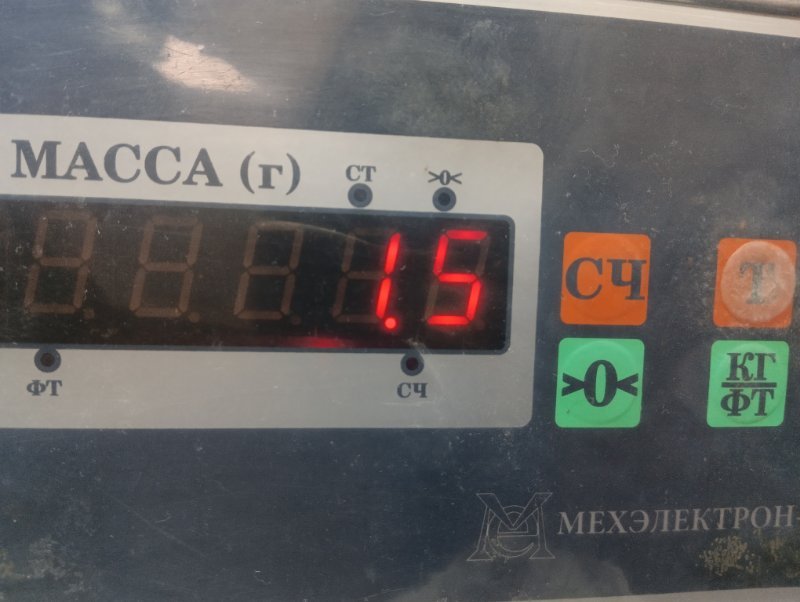 МАССА (г)
СТ
>0<
1.5
ФТ
СЧ
СЧ
Т
>0<
КГ
ФТ
МЕХЭЛЕКТРОН-